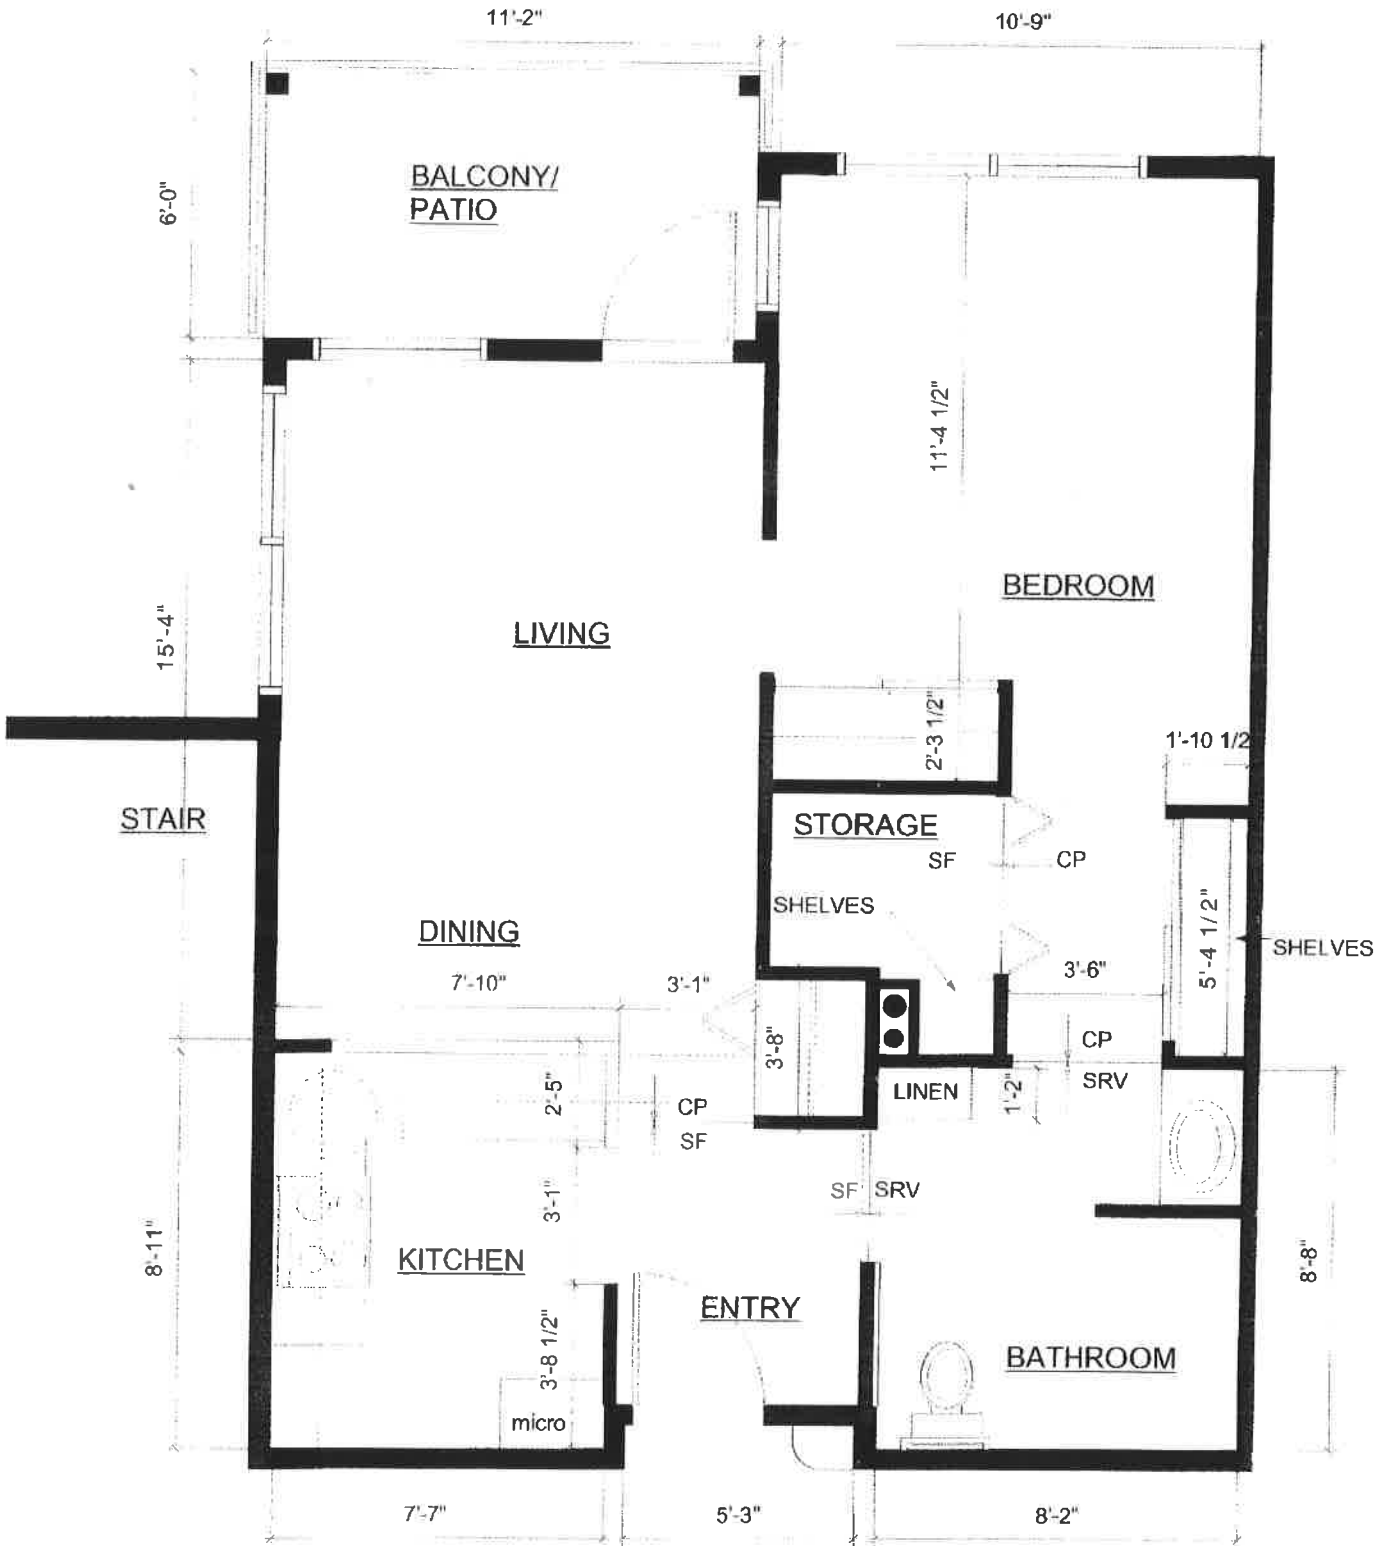 11'-2"
10'-9"
BALCONY/
PATIO
6'-0"
11'-4 1/2"
BEDROOM
LIVING
15'-4"
2'-3 1/2"
1'-10 1/2
STAIR
STORAGE
SF
CP
SHELVES
DINING
5'-4 1/2"
SHELVES
7'-10"
3'-1"
3'-6"
3'-8"
CP
2'-5"
LINEN
1'-2"
SRV
CP
SF
3'-1"
SF
SRV
8'-11"
KITCHEN
8'-8"
ENTRY
3'-8 1/2"
BATHROOM
micro
7'-7"
5'-3"
8'-2"